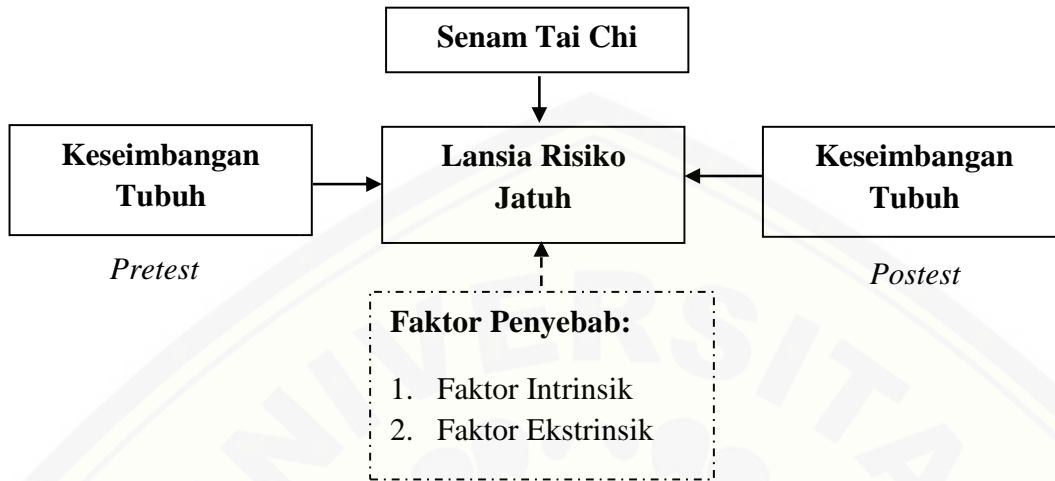 Senam Tai Chi
Keseimbangan
Tubuh
Pretest
Lansia Risiko
Jatuh
Keseimbangan
Tubuh
Postest
Faktor Penyebab:
1. Faktor Intrinsik
2. Faktor Ekstrinsik
UNIVERSITA